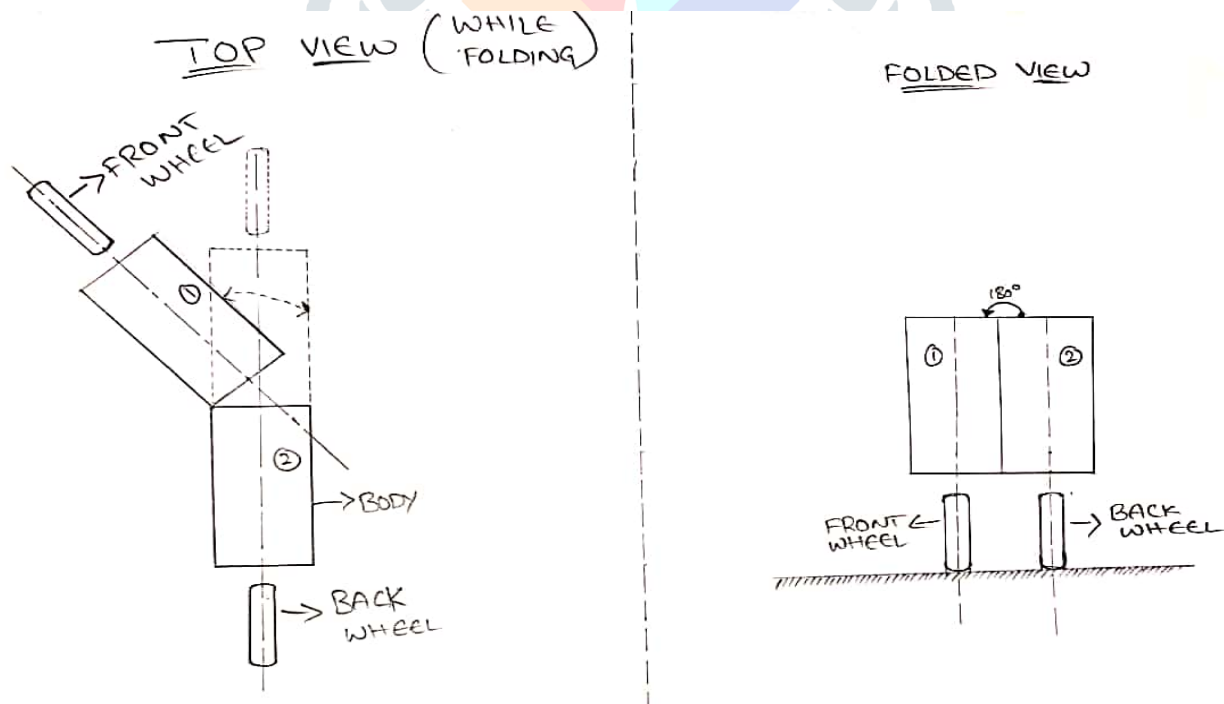 TOP VIEW (WHILE
FOLDING)
FRONT
WHEEL
①
②
BODY
BACK
WHEEL
FOLDED VIEW
180°
①
②
FRONT
WHEEL
BACK
WHEEL